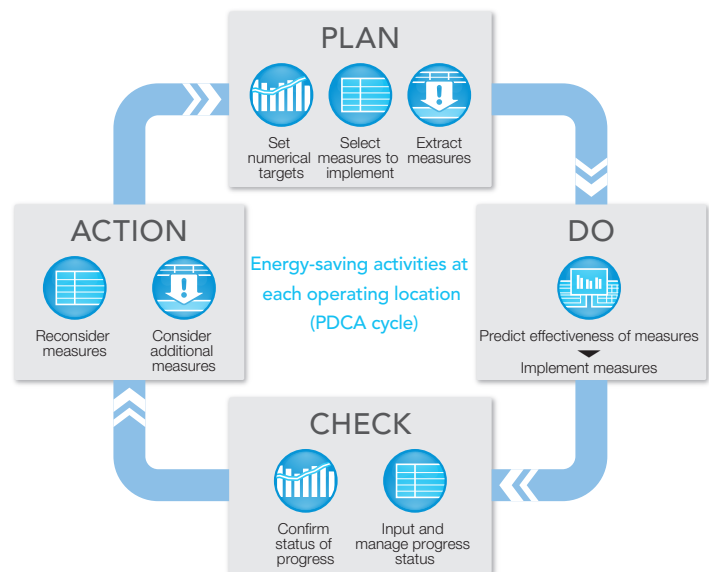 PLAN
Set
numerical
targets
Select
measures to
implement
Extract
measures
ACTION
Reconsider
measures
Consider
additional
measures
Energy-saving activities at
each operating location
(PDCA cycle)
DO
Predict effectiveness of measures
Implement measures
CHECK
Confirm
status of
progress
Input and
manage progress
status